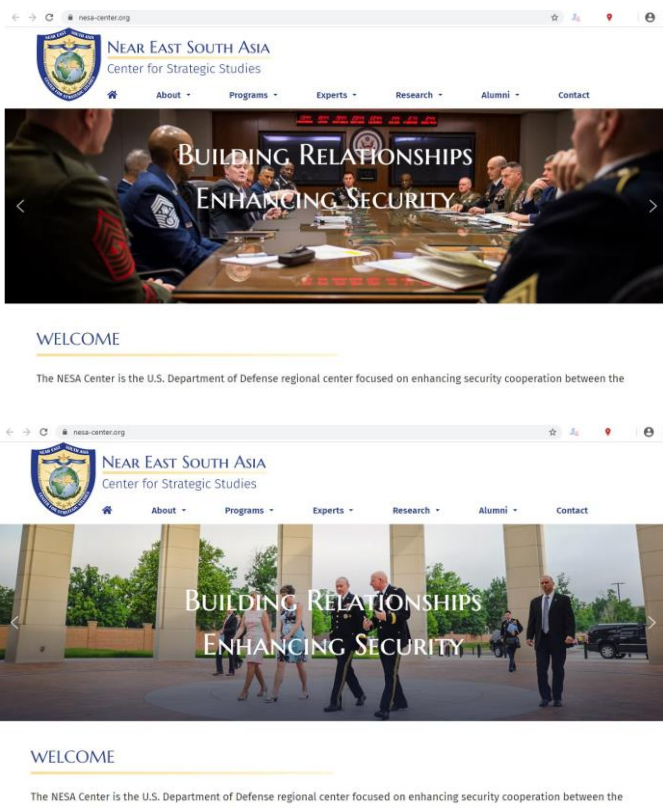 nesa-center.org
NEAR EAST SOUTH ASIA
Center for Strategic Studies
About Programs Experts Research Alumni Contact
BUILDING RELATIONSHIPS
ENHANCING SECURITY
WELCOME
The NESA Center is the U.S. Department of Defense regional center focused on enhancing security cooperation between the
nesa-center.org
NEAR EAST SOUTH ASIA
Center for Strategic Studies
About Programs Experts Research Alumni Contact
BUILDING RELATIONSHIPS
ENHANCING SECURITY
WELCOME
The NESA Center is the U.S. Department of Defense regional center focused on enhancing security cooperation between the